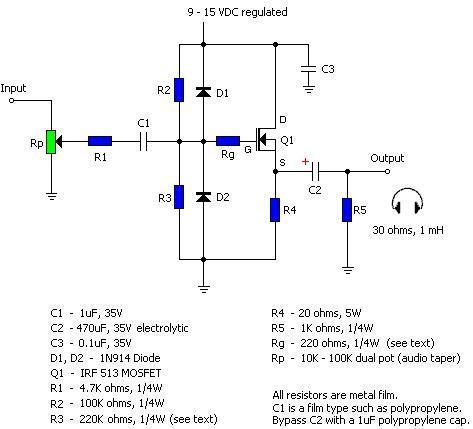 9 - 15 VDC regulated
Input
R2
D1
C3
C1
D
Rp
R1
Rg
G
Q1
S
+
Output
C2
R3
D2
R4
R5
30 ohms, 1 mH
C1 - 1uF, 35V
C2 - 470uF, 35V electrolytic
C3 - 0.1uF, 35V
D1, D2 - 1N914 Diode
Q1 - IRF 513 MOSFET
R1 - 4.7K ohms, 1/4W
R2 - 100K ohms, 1/4W
R3 - 220K ohms, 1/4W (see text)
R4 - 20 ohms, 5W
R5 - 1K ohms, 1/4W
Rg - 220 ohms, 1/4W (see text)
Rp - 10K - 100K dual pot (audio taper)
All resistors are metal film.
C1 is a film type such as polypropylene.
Bypass C2 with a 1uF polypropylene cap.